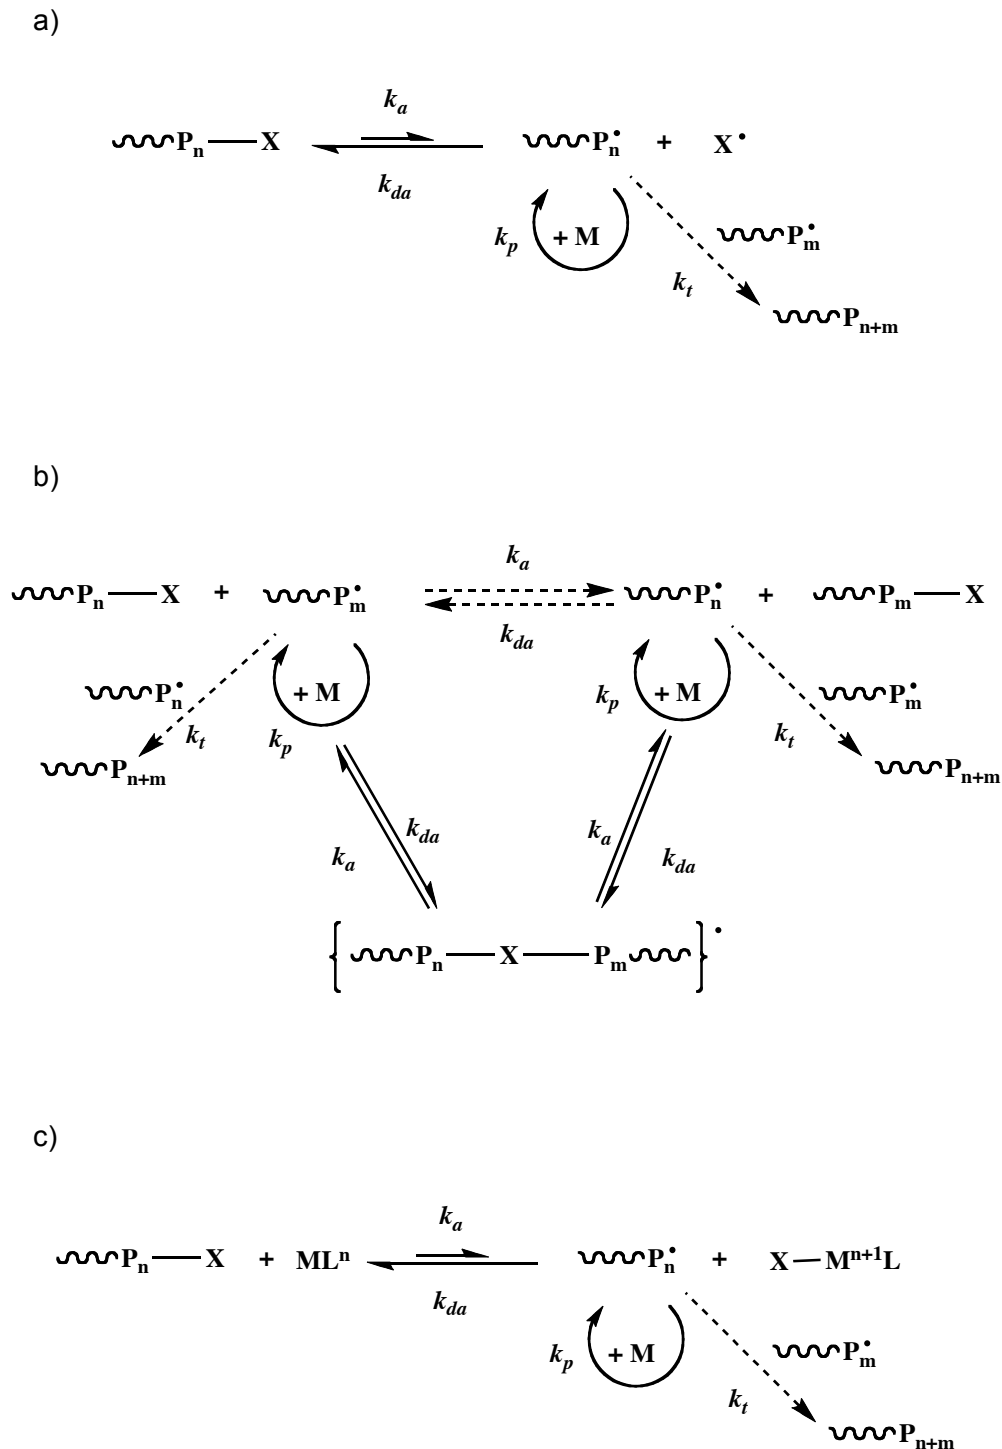 a)
k_a
P_n — X ⇌ P_n• + X•
k_da
k_p + M P_m•
k_t
P_n+m
b)
k_a
P_n — X + P_m• ⇌ P_n• + P_m — X
k_da
P_n• + M k_p + M P_m•
k_t k_p k_t
P_n+m P_n+m
k_a k_da k_a k_da
{ P_n — X — P_m }•
c)
k_a
P_n — X + ML^n ⇌ P_n• + X — M^n+1L
k_da
k_p + M P_m•
k_t
P_n+m